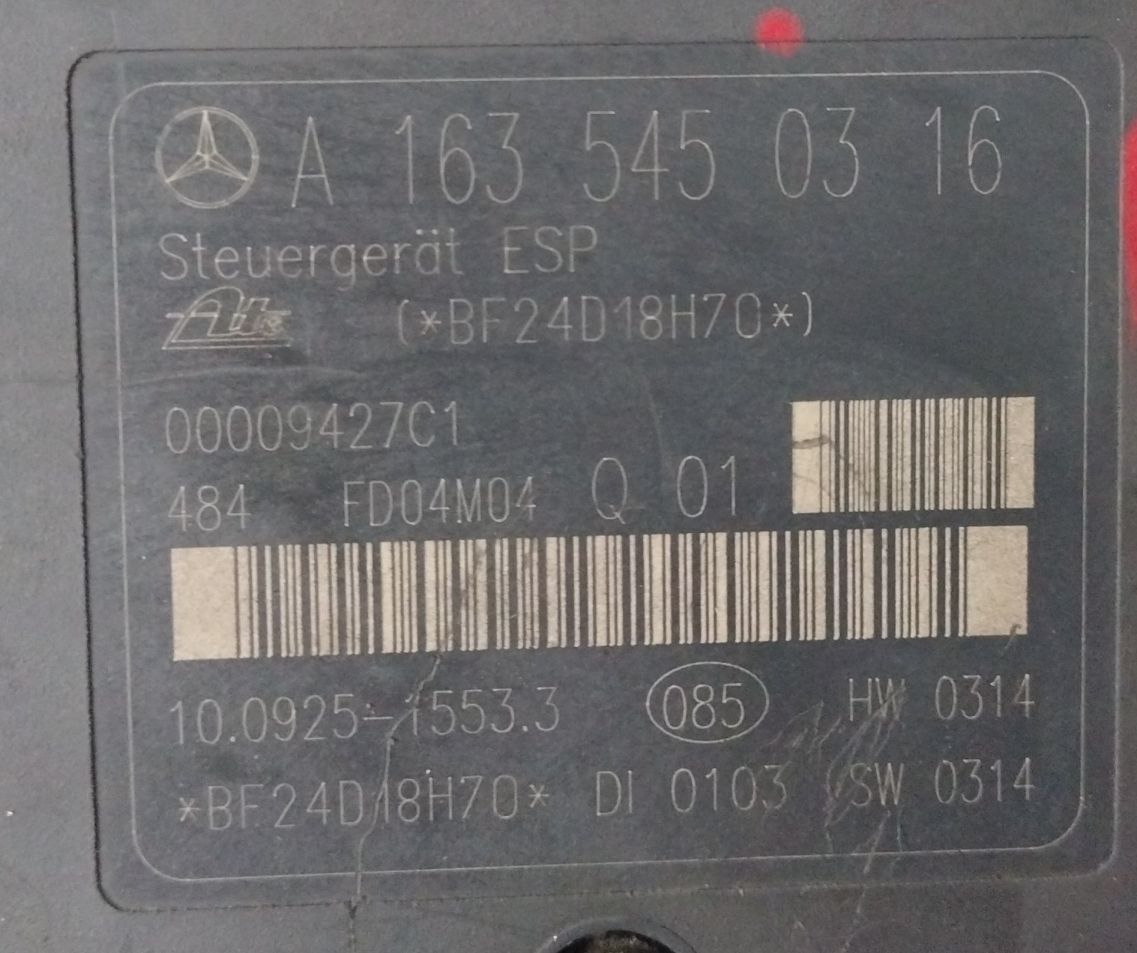 A 163 545 03 16
Steuergerät ESP
Ate (*BF24D18H70*)
00009427C1
484 FD04M04 Q 01
10.0925-1553.3 085 HW 0314
*BF24D18H70* DI 0103 SW 0314